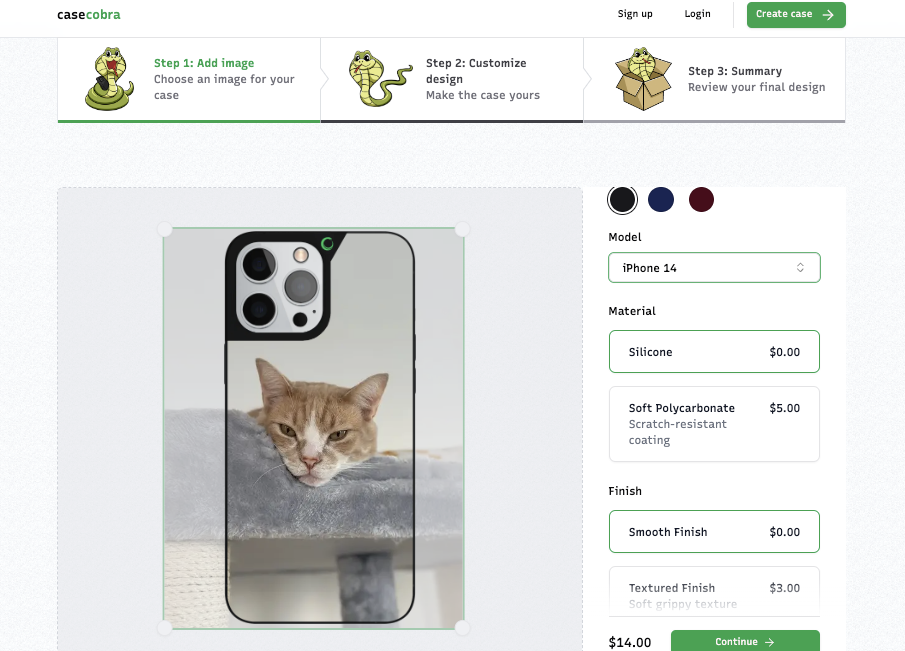 casecobra
Sign up
Login
Create case
Step 1: Add image
Choose an image for your
case
Step 2: Customize
design
Make the case yours
Step 3: Summary
Review your final design
Model
iPhone 14
Material
Silicone
$0.00
Soft Polycarbonate
$5.00
Scratch-resistant
coating
Finish
Smooth Finish
$0.00
Textured Finish
$3.00
Soft grippy texture
$14.00
Continue